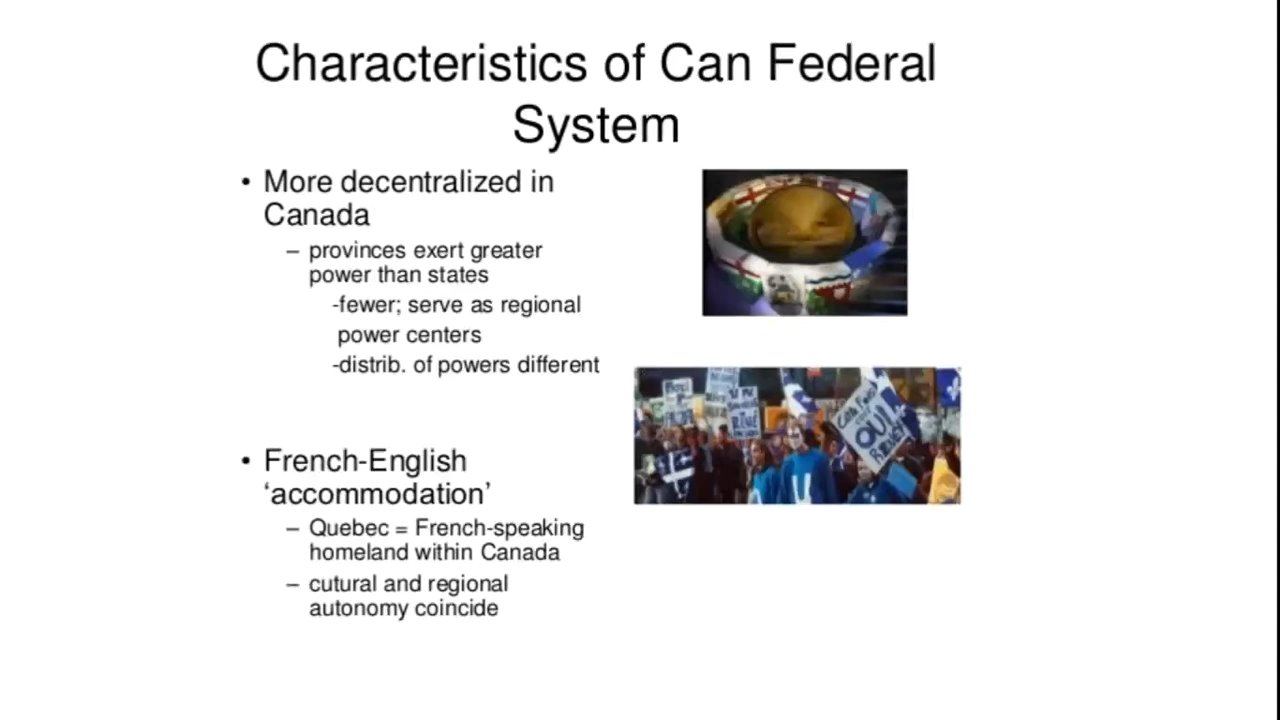 Characteristics of Can Federal
System
• More decentralized in
Canada
– provinces exert greater
power than states
-fewer; serve as regional
power centers
-distrib. of powers different
• French-English
‘accommodation’
– Quebec = French-speaking
homeland within Canada
– cutural and regional
autonomy coincide
OUI